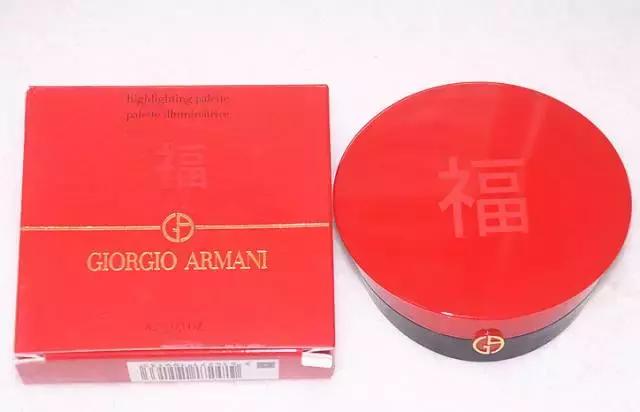 highlighting palette
palette illuminatrice
福
GIORGIO ARMANI
福